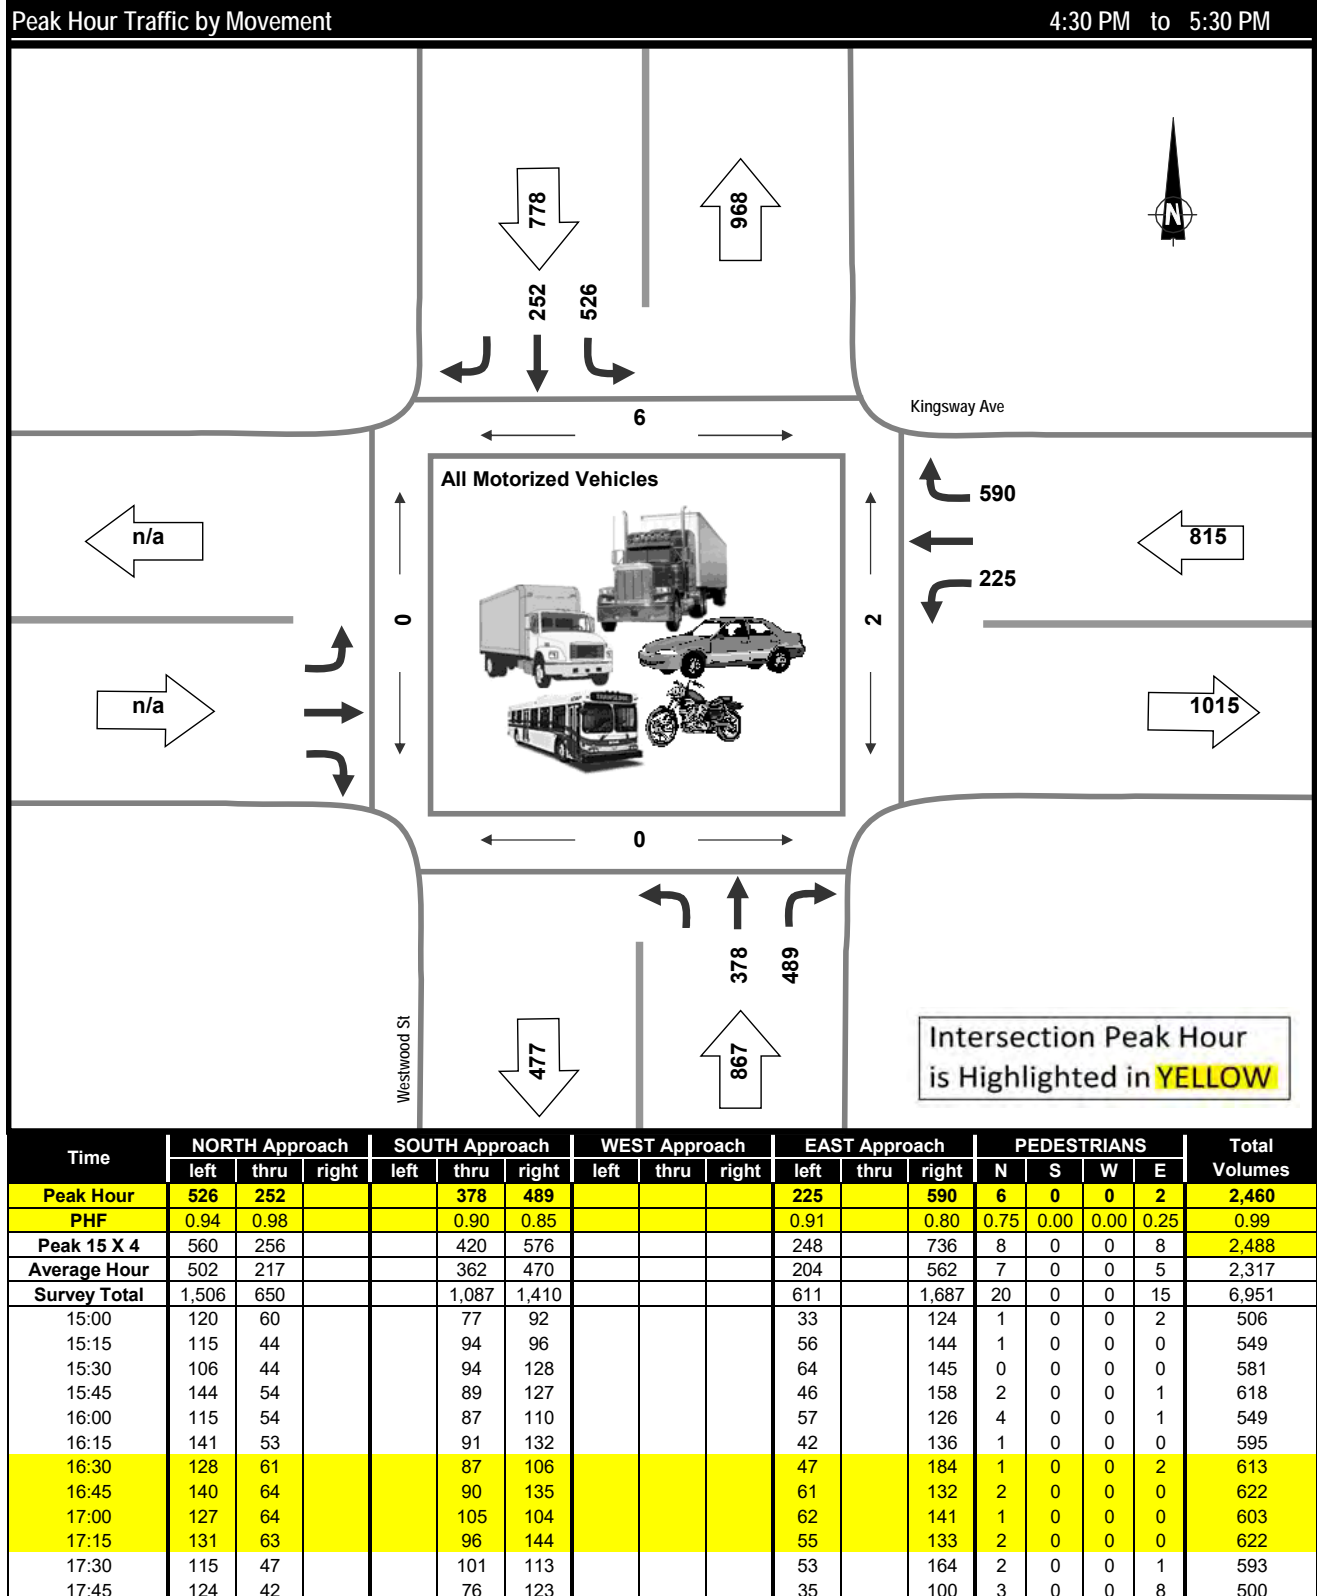 Peak Hour Traffic by Movement 4:30 PM to 5:30 PM
778
968
252 526
N
Kingsway Ave
6
All Motorized Vehicles
590
n/a
815
0
2
225
n/a
1015
0
378 489
Westwood St
477
867
Intersection Peak Hour
is Highlighted in YELLOW
Time NORTH Approach SOUTH Approach WEST Approach EAST Approach PEDESTRIANS Total
left thru right left thru right left thru right left thru right N S W E Volumes
Peak Hour 526 252 378 489 225 590 6 0 0 2 2,460
PHF 0.94 0.98 0.90 0.85 0.91 0.80 0.75 0.00 0.00 0.25 0.99
Peak 15 X 4 560 256 420 576 248 736 8 0 0 8 2,488
Average Hour 502 217 362 470 204 562 7 0 0 5 2,317
Survey Total 1,506 650 1,087 1,410 611 1,687 20 0 0 15 6,951
15:00 120 60 77 92 33 124 1 0 0 2 506
15:15 115 44 94 96 56 144 1 0 0 0 549
15:30 106 44 94 128 64 145 0 0 0 0 581
15:45 144 54 89 127 46 158 2 0 0 1 618
16:00 115 54 87 110 57 126 4 0 0 1 549
16:15 141 53 91 132 42 136 1 0 0 0 595
16:30 128 61 87 106 47 184 1 0 0 2 613
16:45 140 64 90 135 61 132 2 0 0 0 622
17:00 127 64 105 104 62 141 1 0 0 0 603
17:15 131 63 96 144 55 133 2 0 0 0 622
17:30 115 47 101 113 53 164 2 0 0 1 593
17:45 124 42 76 123 35 100 3 0 0 8 500